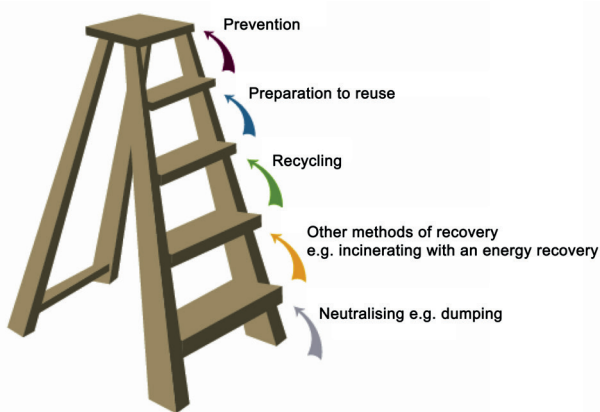 Prevention
Preparation to reuse
Recycling
Other methods of recovery
e.g. incinerating with an energy recovery
Neutralising e.g. dumping